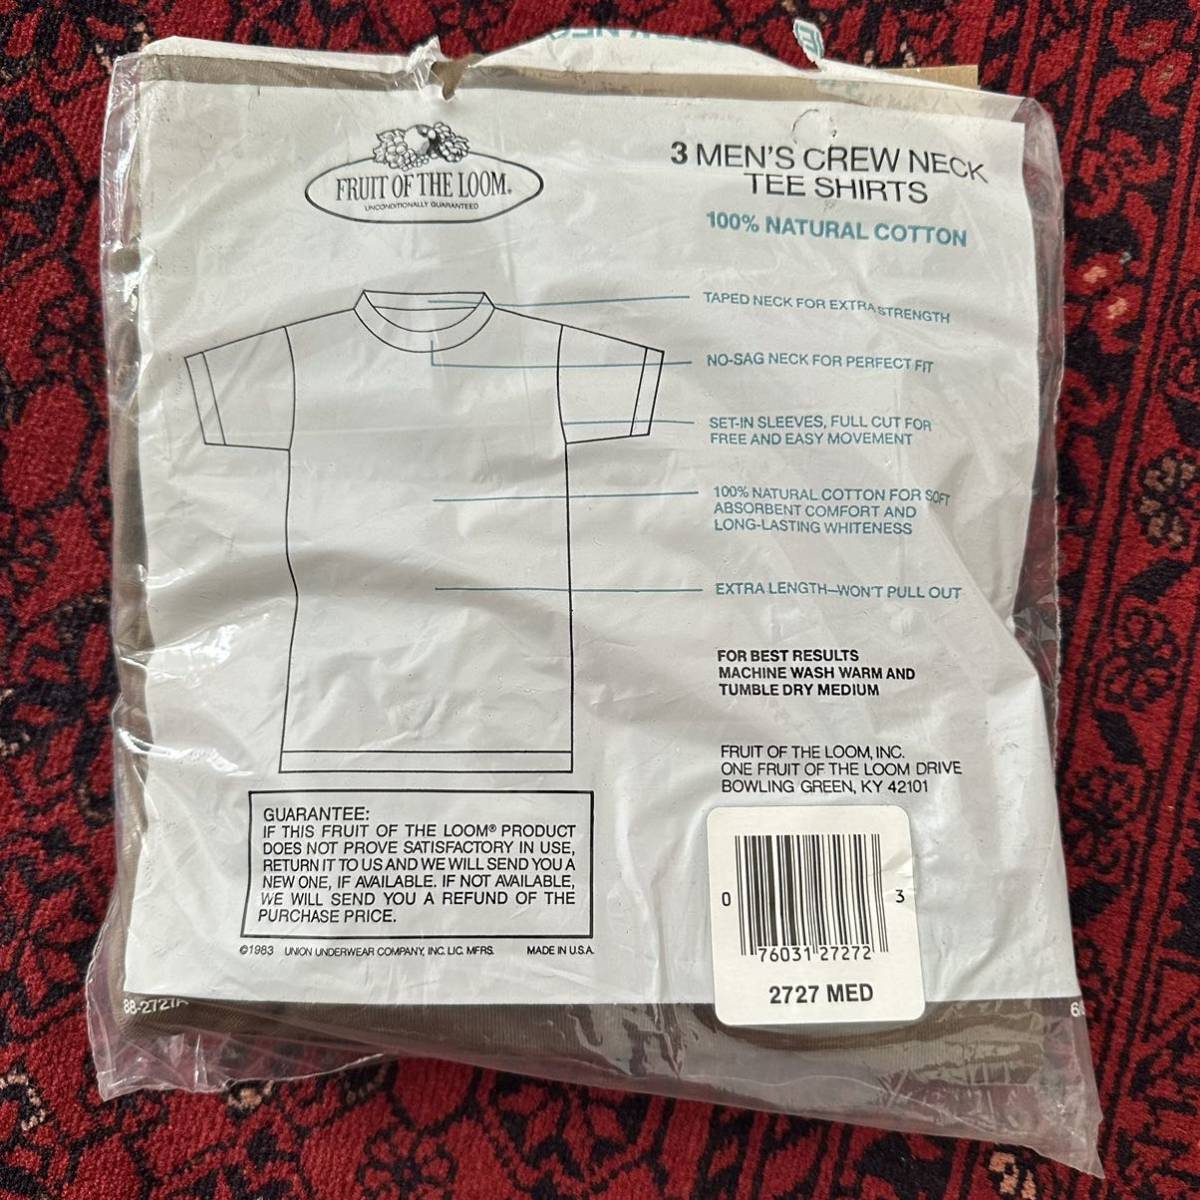 FRUIT OF THE LOOM®
UNCONDITIONALLY GUARANTEED
3 MEN'S CREW NECK
TEE SHIRTS
100% NATURAL COTTON
TAPED NECK FOR EXTRA STRENGTH
NO-SAG NECK FOR PERFECT FIT
SET-IN SLEEVES, FULL CUT FOR
FREE AND EASY MOVEMENT
100% NATURAL COTTON FOR SOFT
ABSORBENT COMFORT AND
LONG-LASTING WHITENESS
EXTRA LENGTH—WON'T PULL OUT
FOR BEST RESULTS
MACHINE WASH WARM AND
TUMBLE DRY MEDIUM
FRUIT OF THE LOOM, INC.
ONE FRUIT OF THE LOOM DRIVE
BOWLING GREEN, KY 42101
GUARANTEE:
IF THIS FRUIT OF THE LOOM® PRODUCT
DOES NOT PROVE SATISFACTORY IN USE,
RETURN IT TO US AND WE WILL SEND YOU A
NEW ONE, IF AVAILABLE. IF NOT AVAILABLE,
WE WILL SEND YOU A REFUND OF THE
PURCHASE PRICE.
©1983 UNION UNDERWEAR COMPANY, INC. LIC. MFRS. MADE IN U.S.A.
0 76031 27272 3
2727 MED